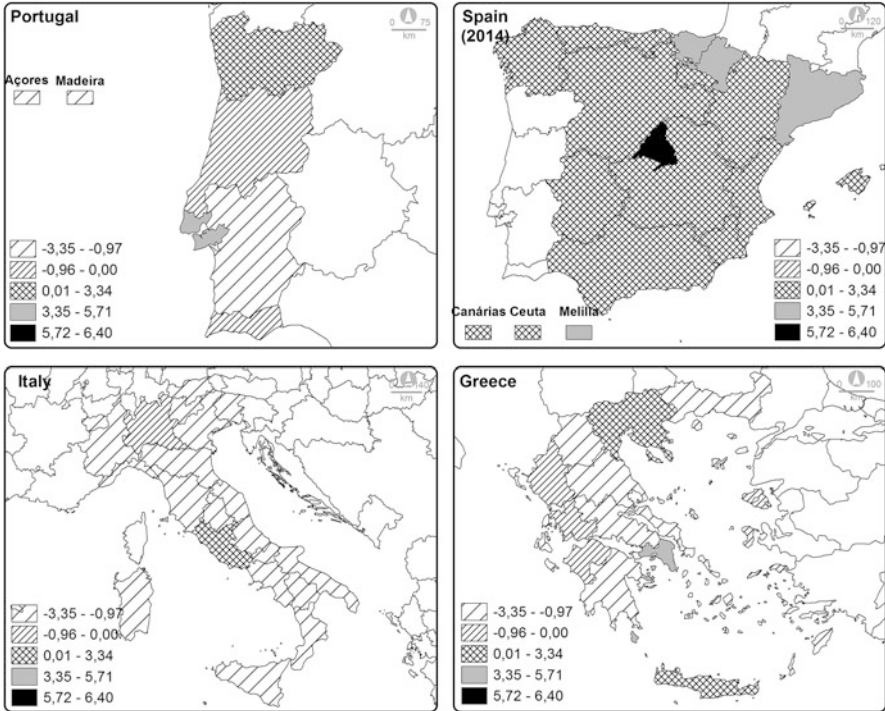 Portugal
0 75
km
Açores Madeira
-3,35 - -0,97
-0,96 - 0,00
0,01 - 3,34
3,35 - 5,71
5,72 - 6,40
Spain
(2014)
0 120
km
-3,35 - -0,97
-0,96 - 0,00
0,01 - 3,34
3,35 - 5,71
5,72 - 6,40
Canárias Ceuta Melilla
Italy
0 140
km
-3,35 - -0,97
-0,96 - 0,00
0,01 - 3,34
3,35 - 5,71
5,72 - 6,40
Greece
0 100
km
-3,35 - -0,97
-0,96 - 0,00
0,01 - 3,34
3,35 - 5,71
5,72 - 6,40